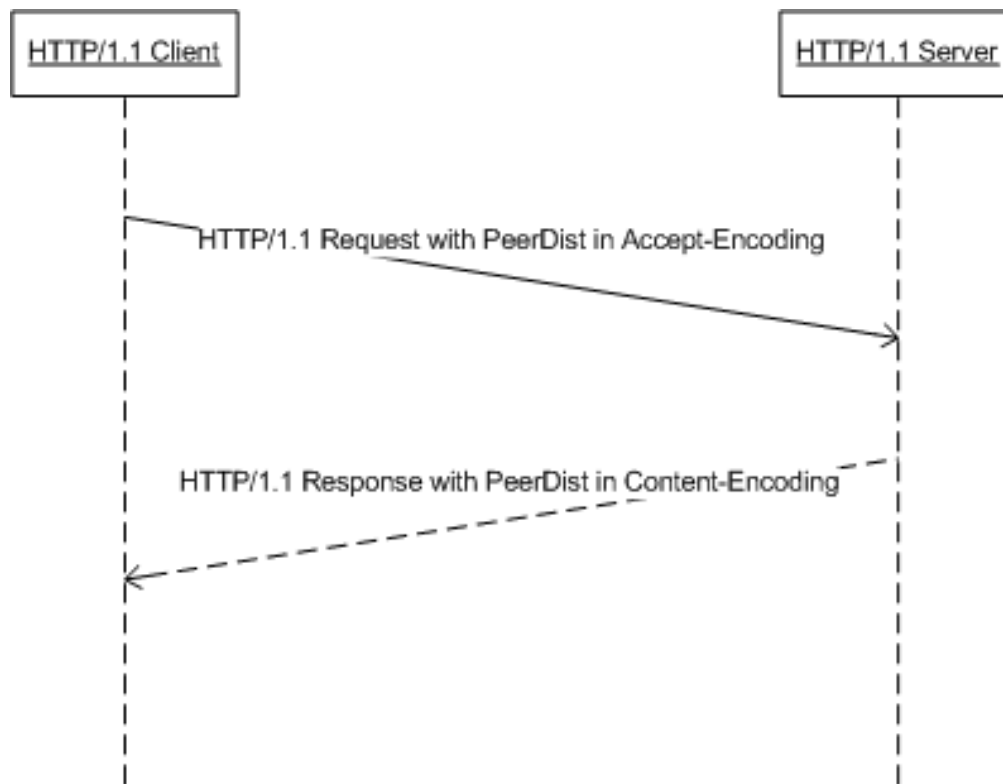 HTTP/1.1 Client
HTTP/1.1 Server
HTTP/1.1 Request with PeerDist in Accept-Encoding
HTTP/1.1 Response with PeerDist in Content-Encoding